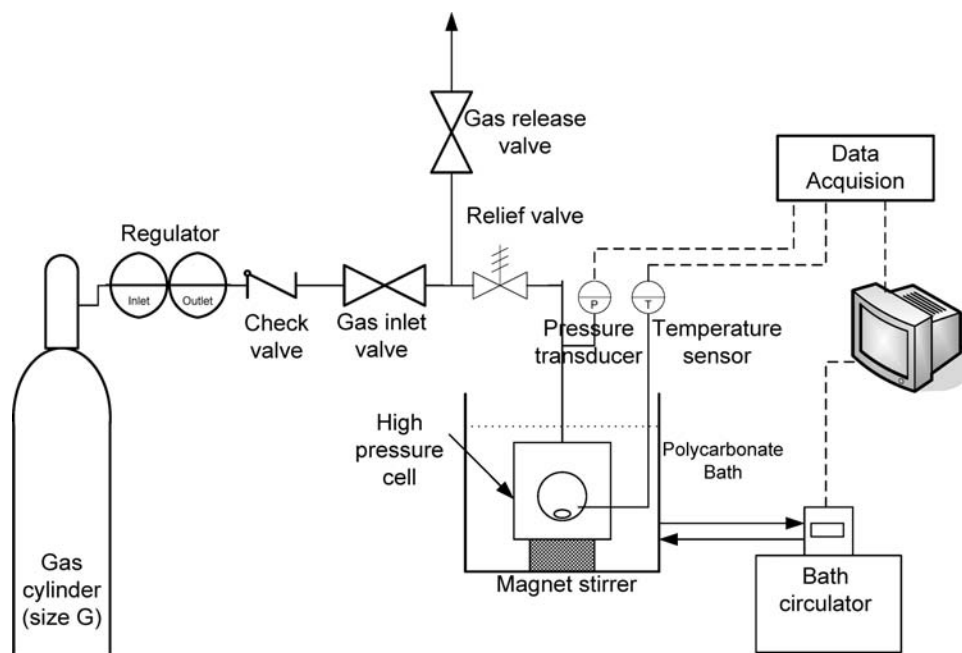 Gas release
valve
Data
Acquision
Relief valve
Regulator
Inlet
Outlet
P
T
Check
valve
Gas inlet
valve
Pressure
transducer
Temperature
sensor
High
pressure
cell
Polycarbonate
Bath
Gas
cylinder
(size G)
Magnet stirrer
Bath
circulator